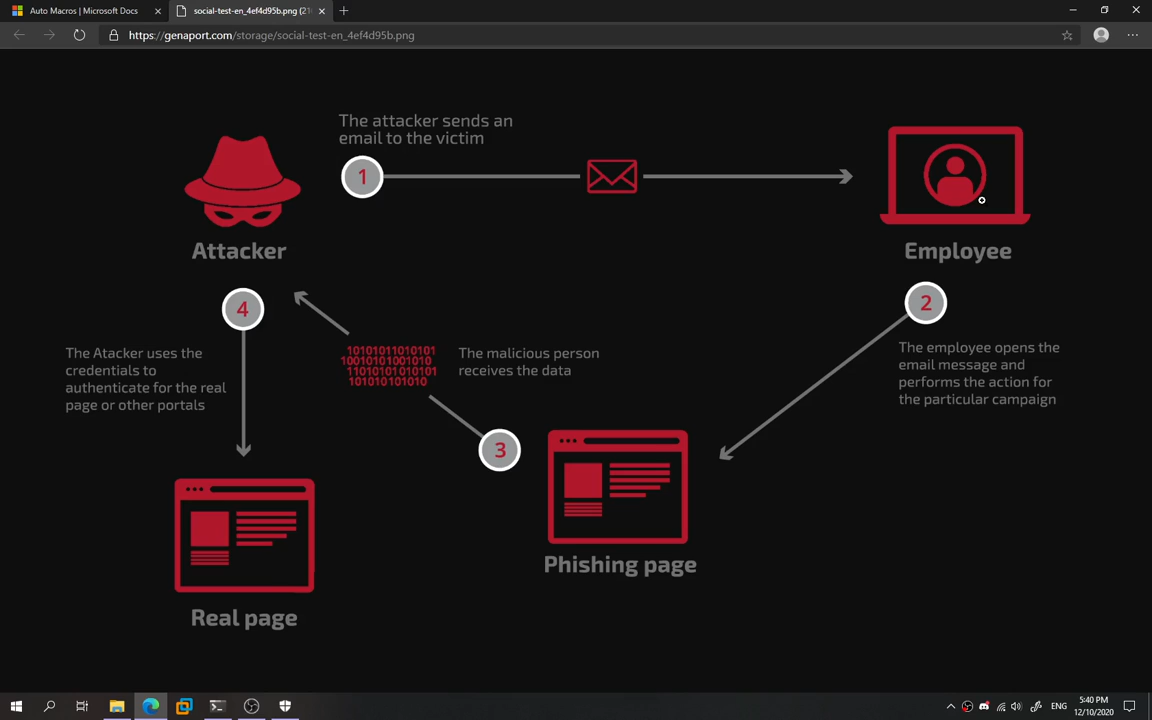 Auto Macros | Microsoft Docs
social-test-en_4ef4d95b.png (21
https://genaport.com/storage/social-test-en_4ef4d95b.png
The attacker sends an
email to the victim
1
Attacker
Employee
4
2
The Atacker uses the
credentials to
authenticate for the real
page or other portals
10101011010101
10010101001010
11010101010101
101010101010
The malicious person
receives the data
The employee opens the
email message and
performs the action for
the particular campaign
3
Phishing page
Real page
ENG
5:40 PM
12/10/2020